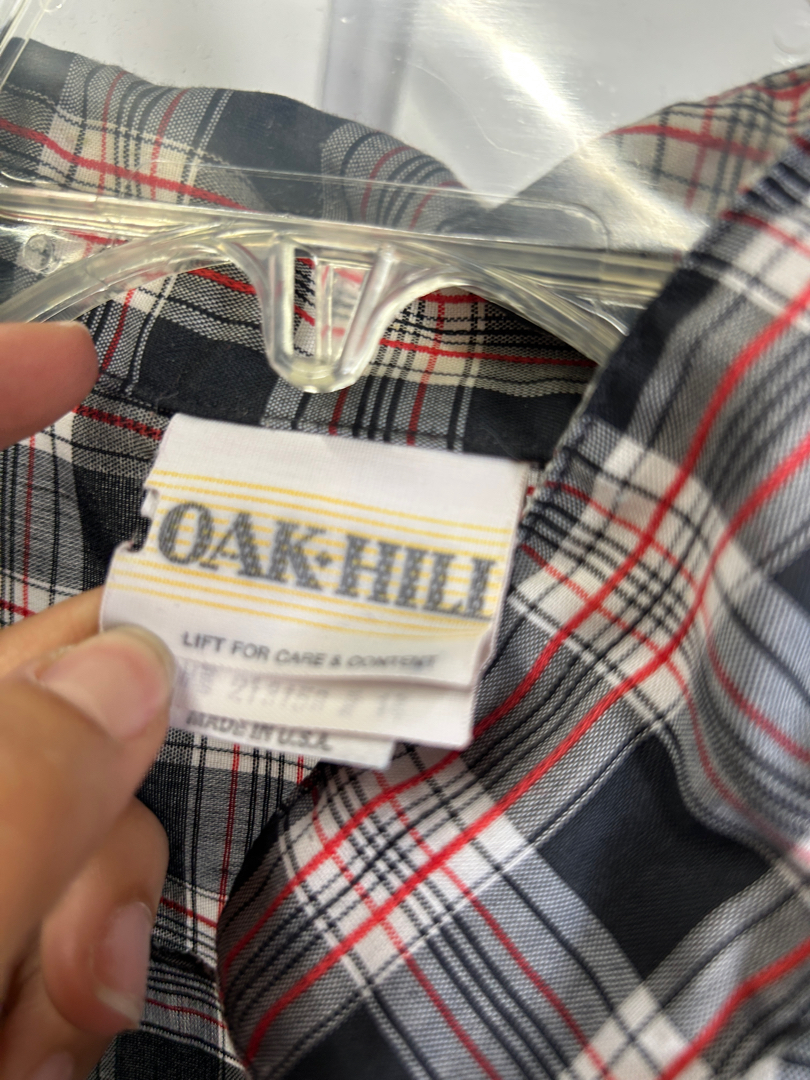 OAK·HILL
LIFT FOR CARE & CONTENT
MADE IN U.S.A.